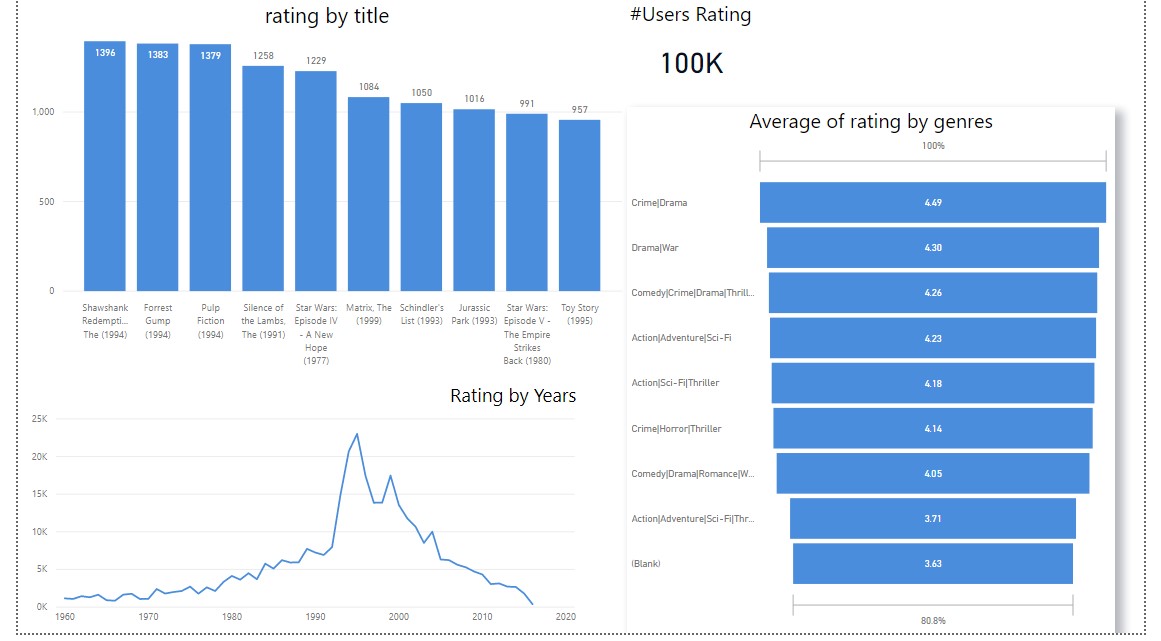 rating by title
1396
1383
1379
1258
1229
1084
1050
1016
991
957
1,000
500
0
Shawshank
Redempti...
The (1994)
Forrest
Gump
(1994)
Pulp
Fiction
(1994)
Silence of
the Lambs,
The (1991)
Star Wars:
Episode IV
- A New
Hope
(1977)
Matrix, The
(1999)
Schindler's
List (1993)
Jurassic
Park (1993)
Star Wars:
Episode V -
The Empire
Strikes
Back (1980)
Toy Story
(1995)
Rating by Years
25K
20K
15K
10K
5K
0K
1960
1970
1980
1990
2000
2010
2020
#Users Rating
100K
Average of rating by genres
100%
Crime|Drama
4.49
Drama|War
4.30
Comedy|Crime|Drama|Thrill...
4.26
Action|Adventure|Sci-Fi
4.23
Action|Sci-Fi|Thriller
4.18
Crime|Horror|Thriller
4.14
Comedy|Drama|Romance|W...
4.05
Action|Adventure|Sci-Fi|Thr...
3.71
(Blank)
3.63
80.8%